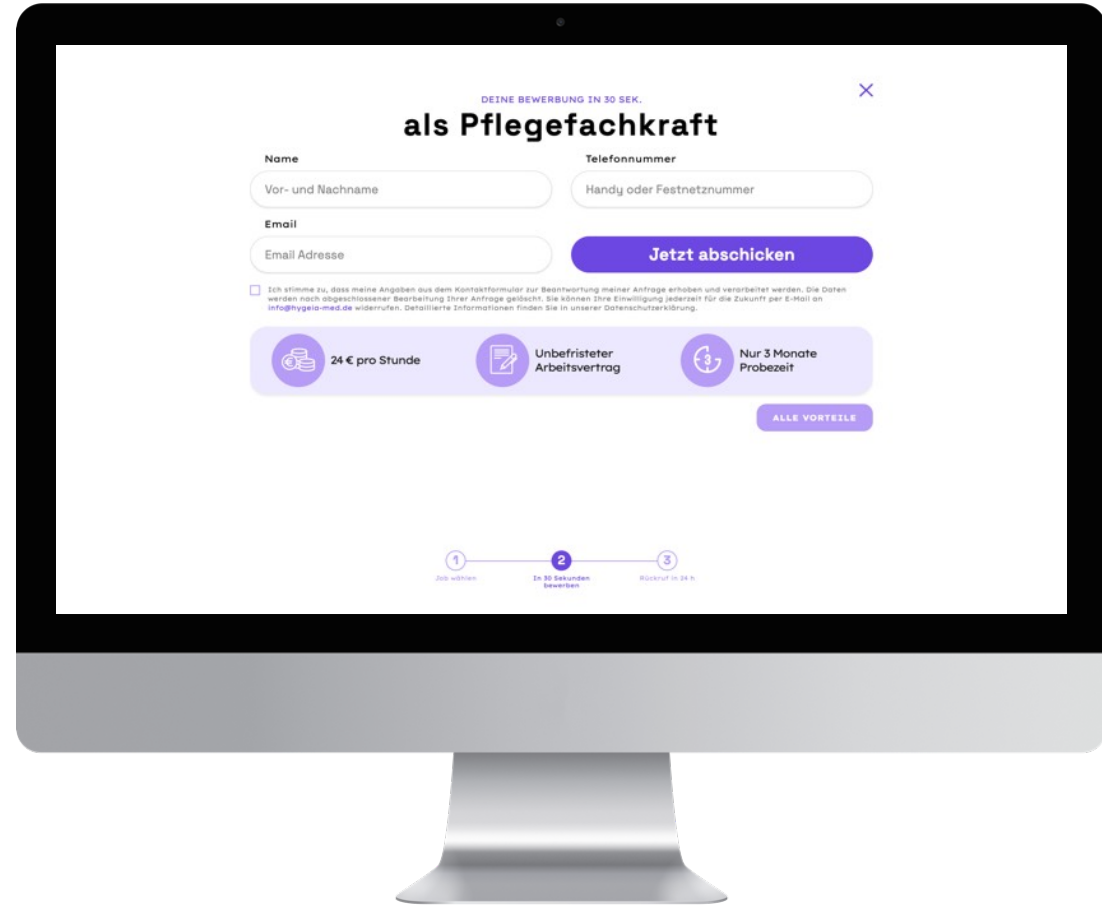 DEINE BEWERBUNG IN 30 SEK.
als Pflegefachkraft
Name
Telefonnummer
Vor- und Nachname
Handy oder Festnetznummer
Email
Email Adresse
Jetzt abschicken
Ich stimme zu, dass meine Angaben aus dem Kontaktformular zur Beantwortung meiner Anfrage erhoben und verarbeitet werden. Die Daten
werden nach abgeschlossener Bearbeitung Ihrer Anfrage gelöscht. Sie können Ihre Einwilligung jederzeit für die Zukunft per E-Mail an
info@hygeia-med.de widerrufen. Detaillierte Informationen finden Sie in unserer Datenschutzerklärung.
24 € pro Stunde
Unbefristeter
Arbeitsvertrag
3
Nur 3 Monate
Probezeit
ALLE VORTEILE
1
2
3
Job wählen
In 30 Sekunden
bewerben
Rückruf in 24 h.